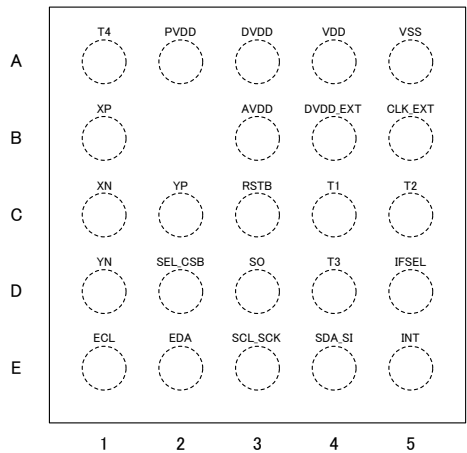 T4 PVDD DVDD VDD VSS
A
XP AVDD DVDD_EXT CLK_EXT
B
XN YP RSTB T1 T2
C
YN SEL_CSB SO T3 IFSEL
D
ECL EDA SCL_SCK SDA_SI INT
E
1 2 3 4 5